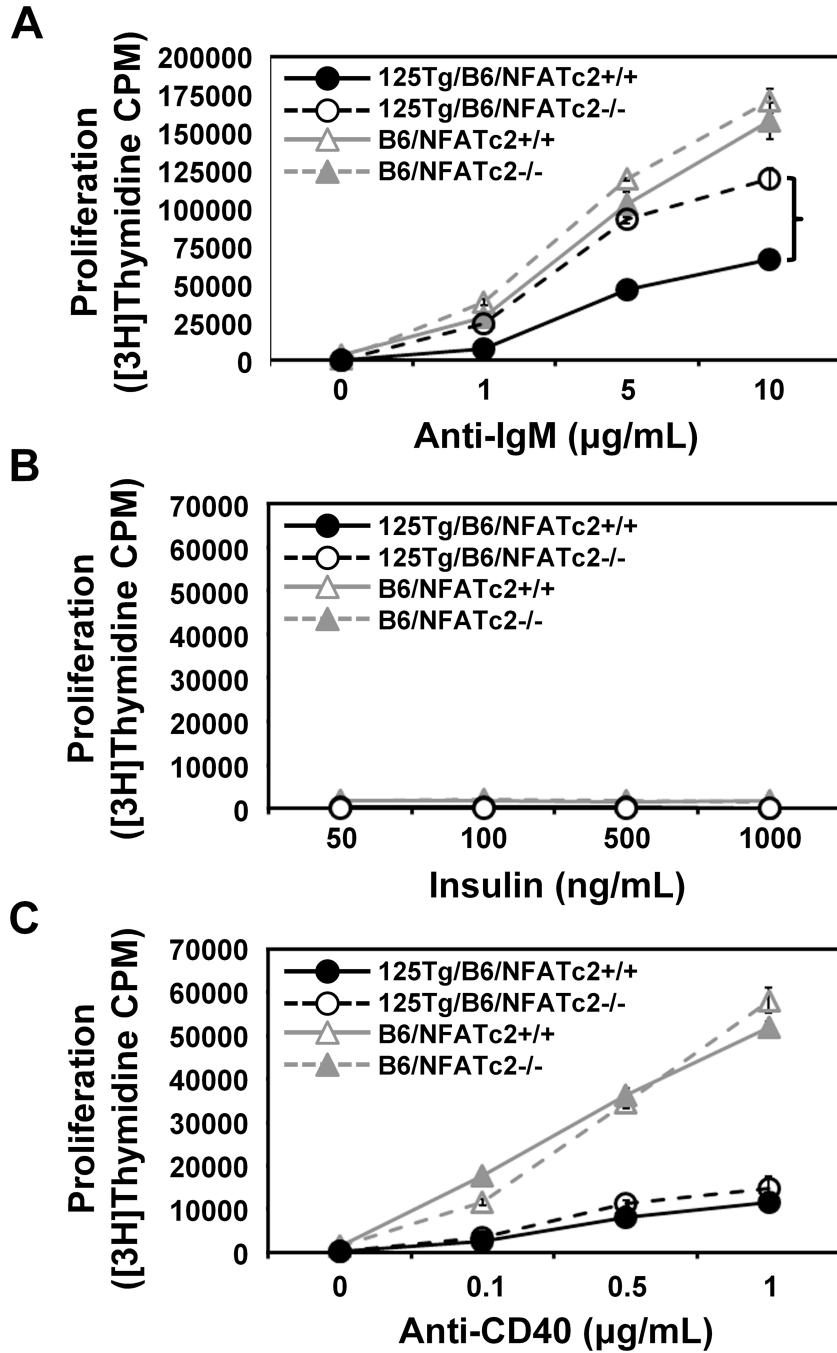 A
Proliferation
([3H]Thymidine CPM)
200000
175000
150000
125000
100000
75000
50000
25000
0
125Tg/B6/NFATc2+/+
125Tg/B6/NFATc2-/-
B6/NFATc2+/+
B6/NFATc2-/-
0 1 5 10
Anti-IgM (µg/mL)
B
Proliferation
([3H]Thymidine CPM)
70000
60000
50000
40000
30000
20000
10000
0
125Tg/B6/NFATc2+/+
125Tg/B6/NFATc2-/-
B6/NFATc2+/+
B6/NFATc2-/-
50 100 500 1000
Insulin (ng/mL)
C
Proliferation
([3H]Thymidine CPM)
70000
60000
50000
40000
30000
20000
10000
0
125Tg/B6/NFATc2+/+
125Tg/B6/NFATc2-/-
B6/NFATc2+/+
B6/NFATc2-/-
0 0.1 0.5 1
Anti-CD40 (µg/mL)